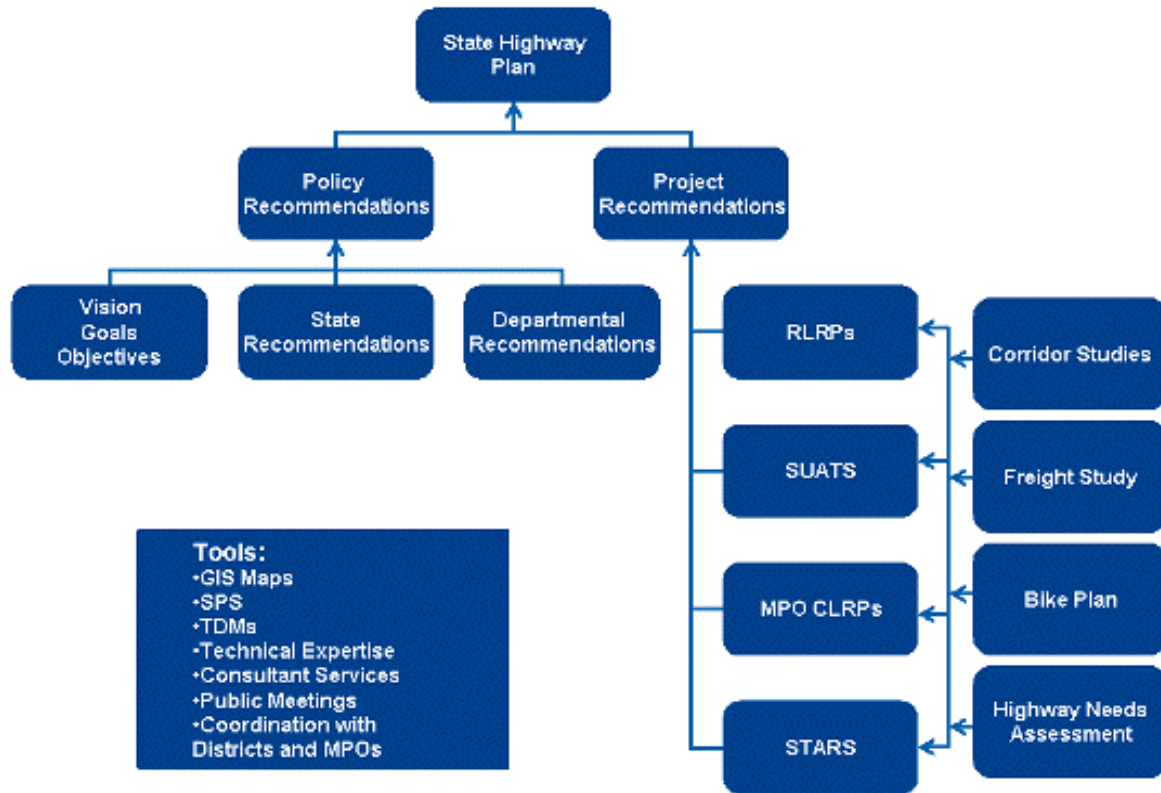 State Highway
Plan
Policy
Recommendations
Project
Recommendations
Vision
Goals
Objectives
State
Recommendations
Departmental
Recommendations
RLRPs
Corridor Studies
SUATS
Freight Study
MPO CLRPs
Bike Plan
STARS
Highway Needs
Assessment
Tools:
•GIS Maps
•SPS
•TDMs
•Technical Expertise
•Consultant Services
•Public Meetings
•Coordination with
Districts and MPOs